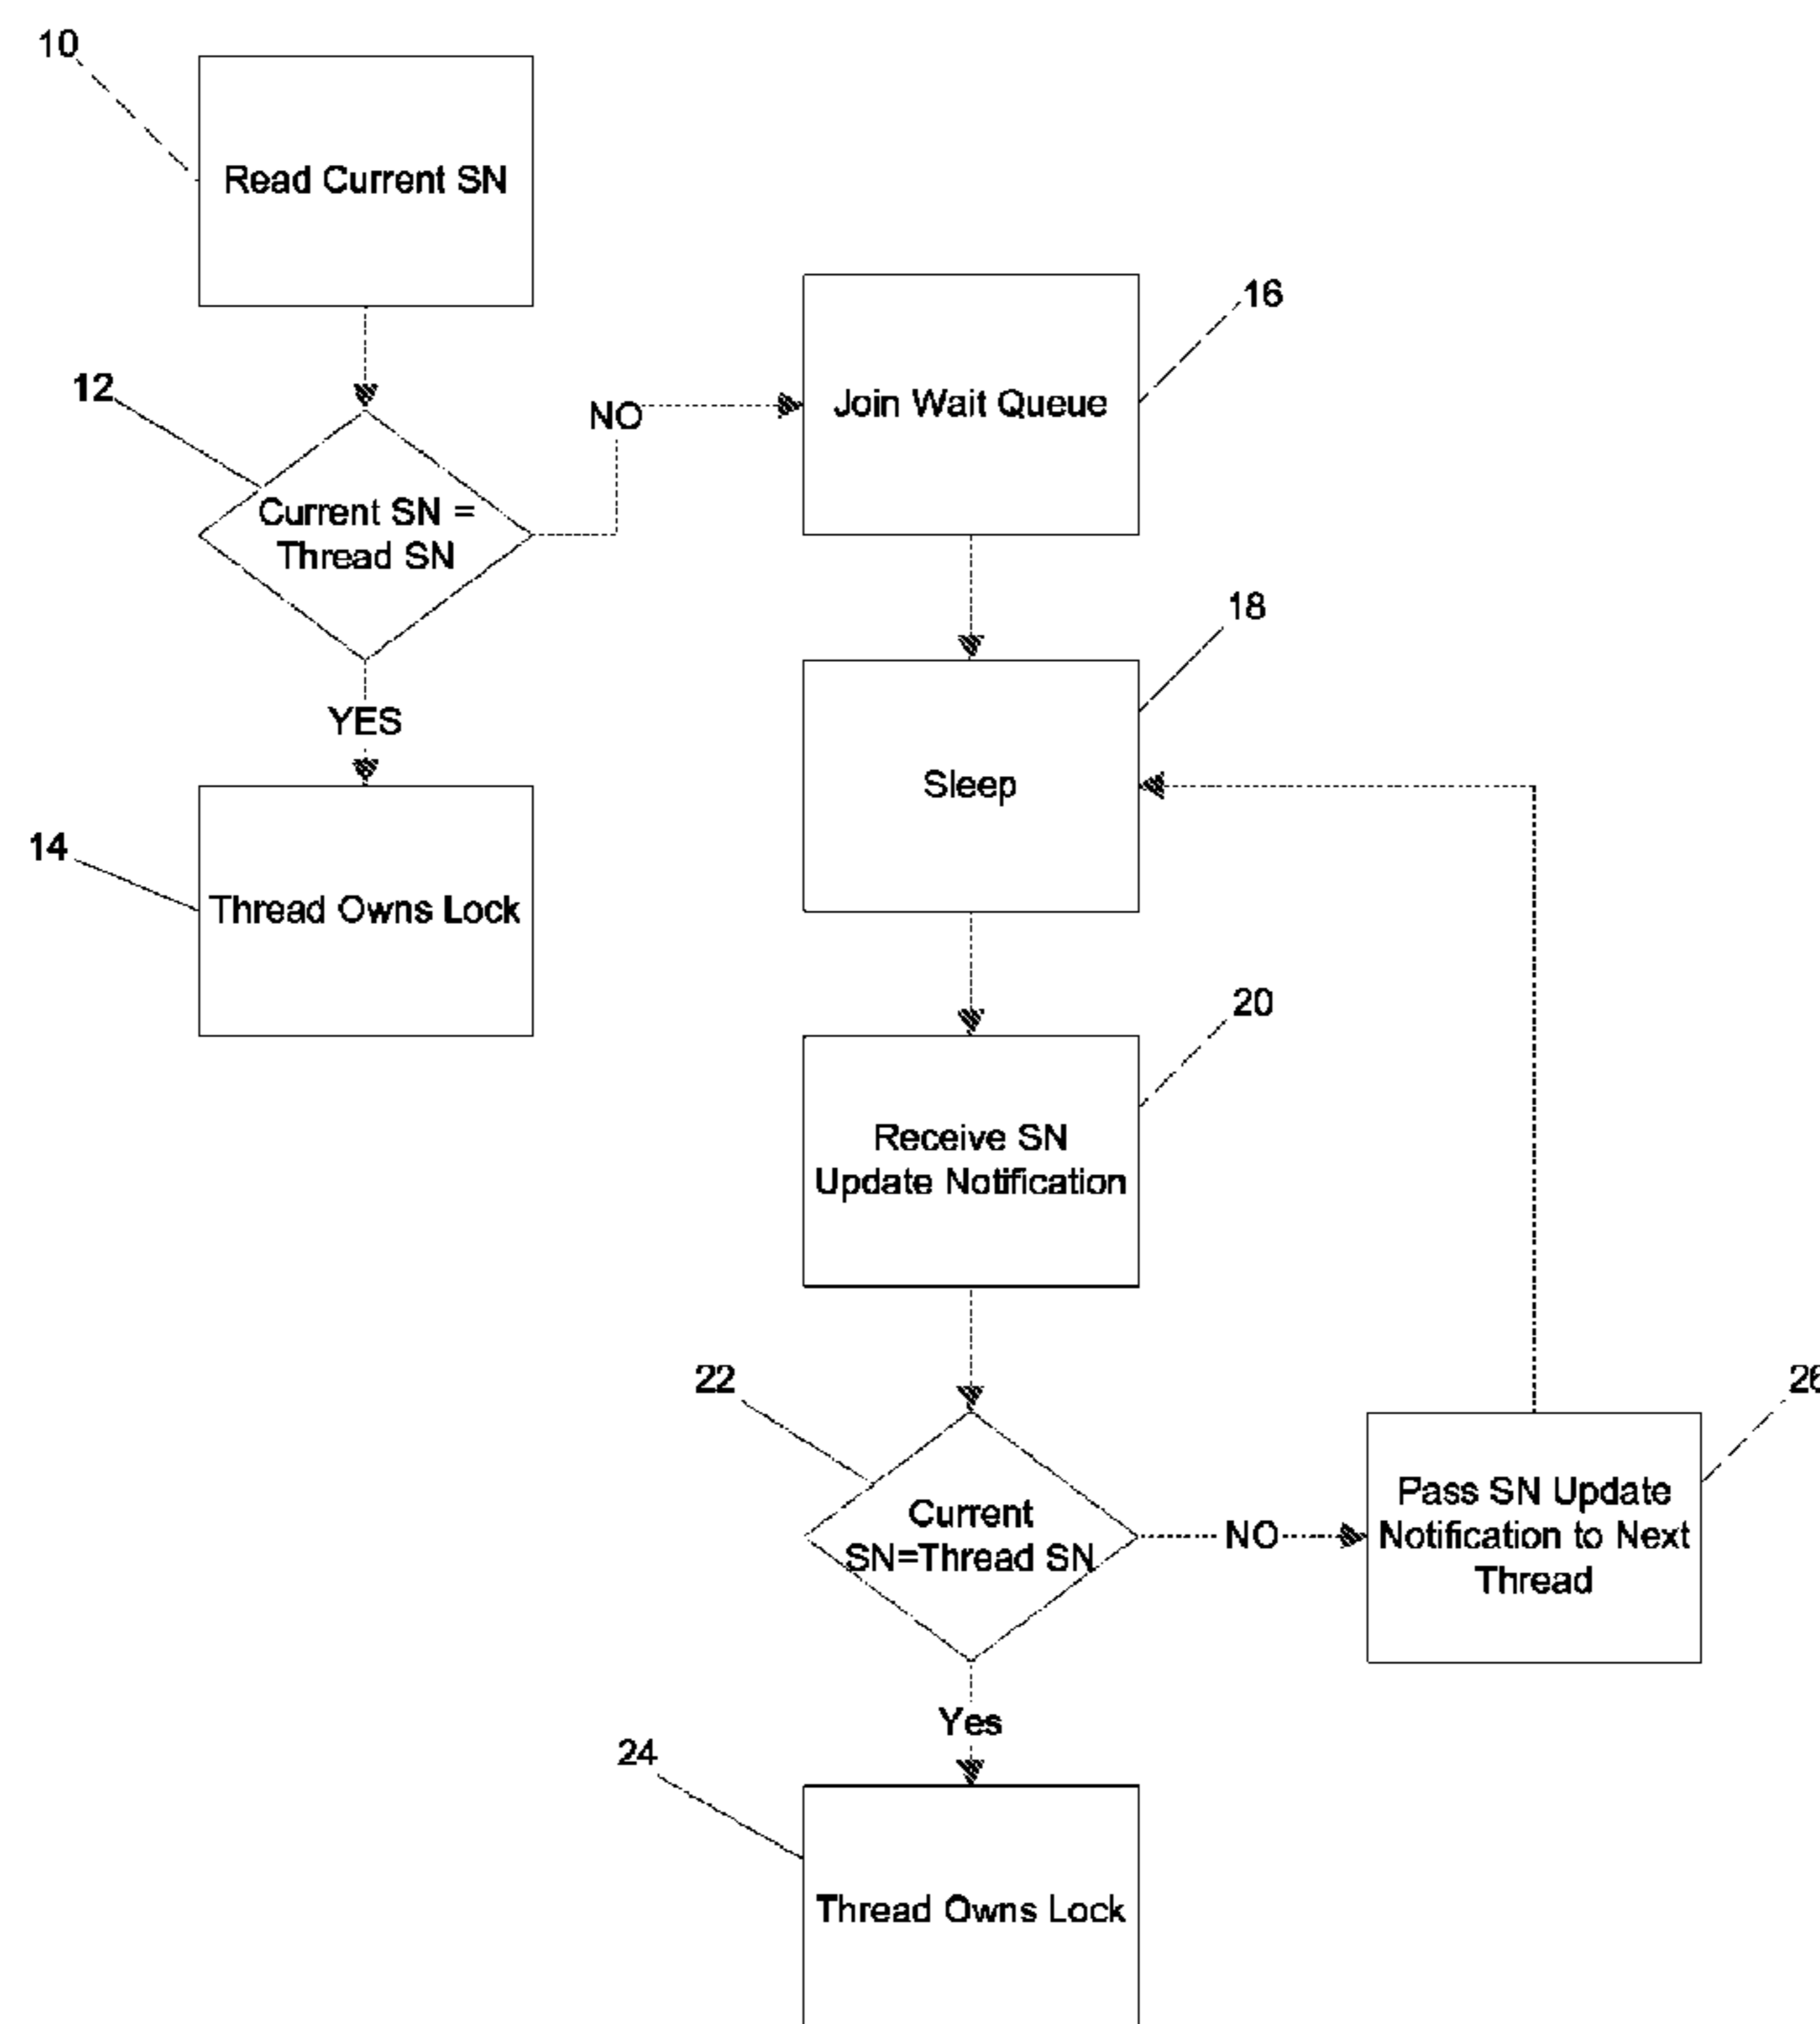 10
Read Current SN
12
Current SN =
Thread SN
NO
YES
14
Thread Owns Lock
16
Join Wait Queue
18
Sleep
20
Receive SN
Update Notification
22
Current
SN=Thread SN
NO
26
Pass SN Update
Notification to Next
Thread
Yes
24
Thread Owns Lock